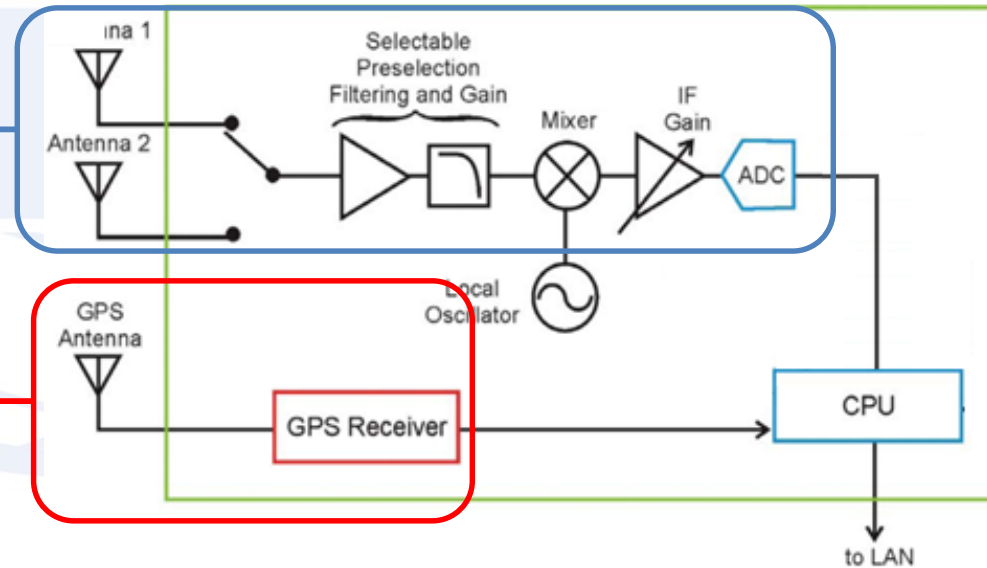 na 1
Selectable
Preselection
Filtering and Gain
Mixer
IF
Gain
Antenna 2
ADC
Local
Oscillator
GPS
Antenna
GPS Receiver
CPU
to LAN